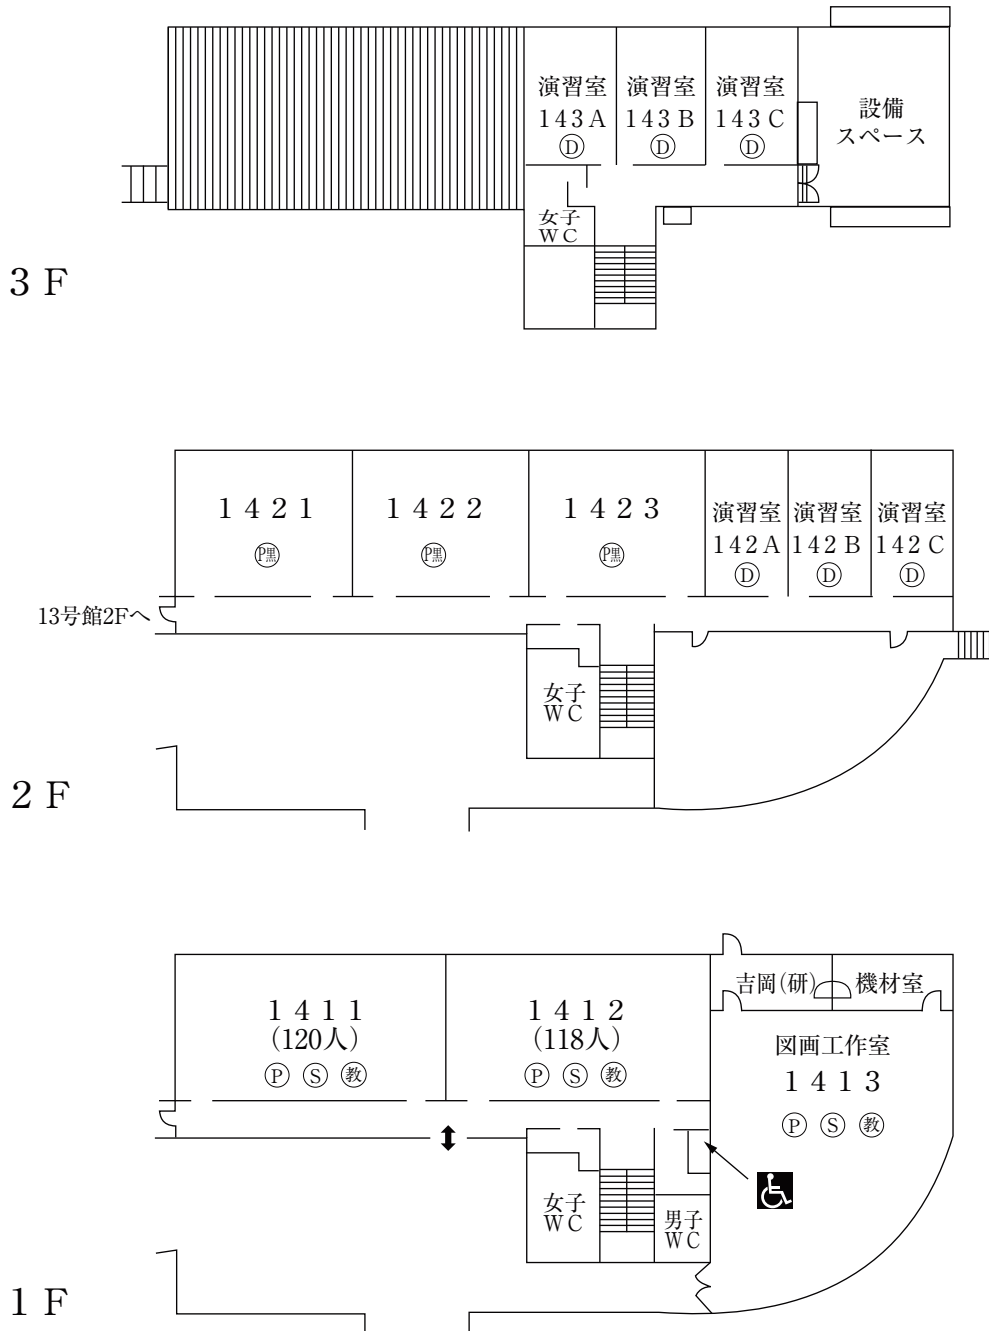 演習室 演習室 演習室
143A 143B 143C
Ⓓ Ⓓ Ⓓ
設備
スペース
女子
WC
3F
1421 1422 1423
P黒 P黒 P黒
演習室 演習室 演習室
142A 142B 142C
Ⓓ Ⓓ Ⓓ
13号館2Fへ
女子
WC
2F
吉岡(研) 機材室
1411
(120人)
Ⓟ Ⓢ 教
1412
(118人)
Ⓟ Ⓢ 教
図画工作室
1413
Ⓟ Ⓢ 教
女子
WC
男子
WC
1F